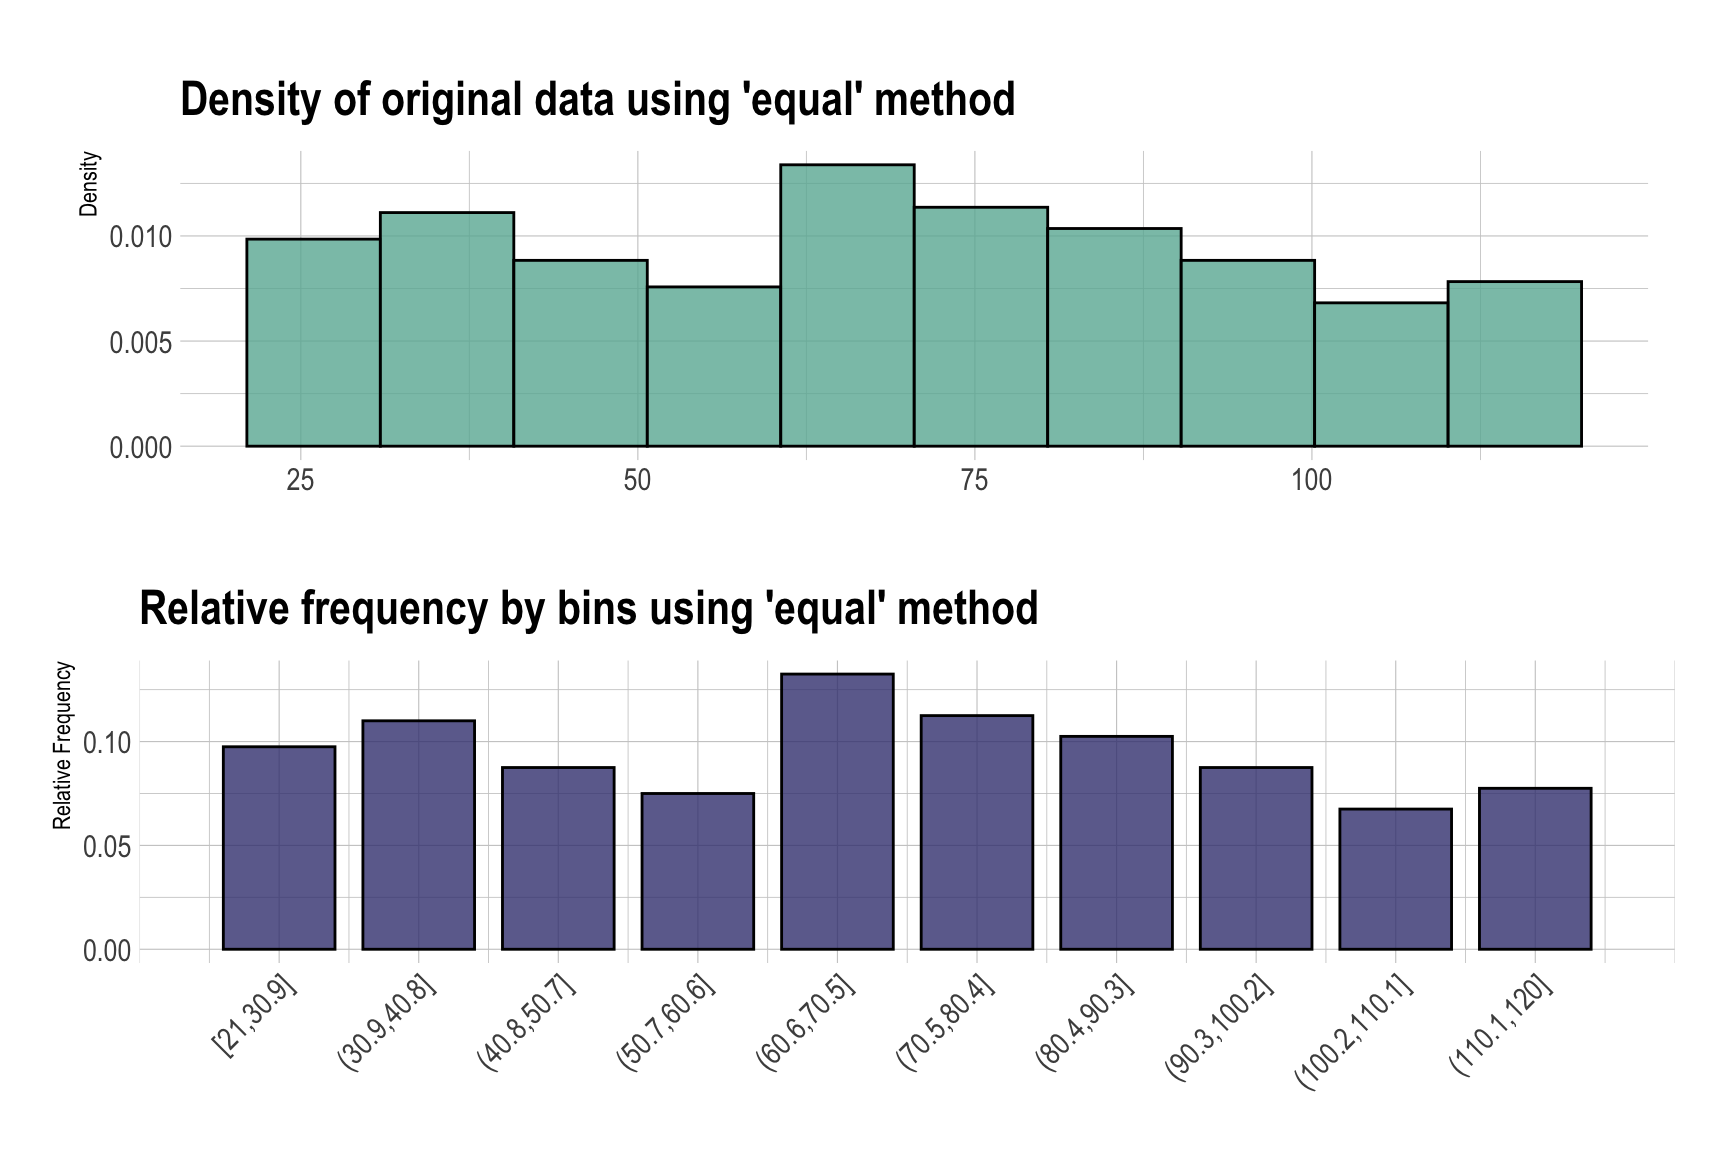 Density of original data using 'equal' method
Density
0.010
0.005
0.000
25 50 75 100
Relative frequency by bins using 'equal' method
Relative Frequency
0.10
0.05
0.00
[21,30.9] (30.9,40.8] (40.8,50.7] (50.7,60.6] (60.6,70.5] (70.5,80.4] (80.4,90.3] (90.3,100.2] (100.2,110.1] (110.1,120]